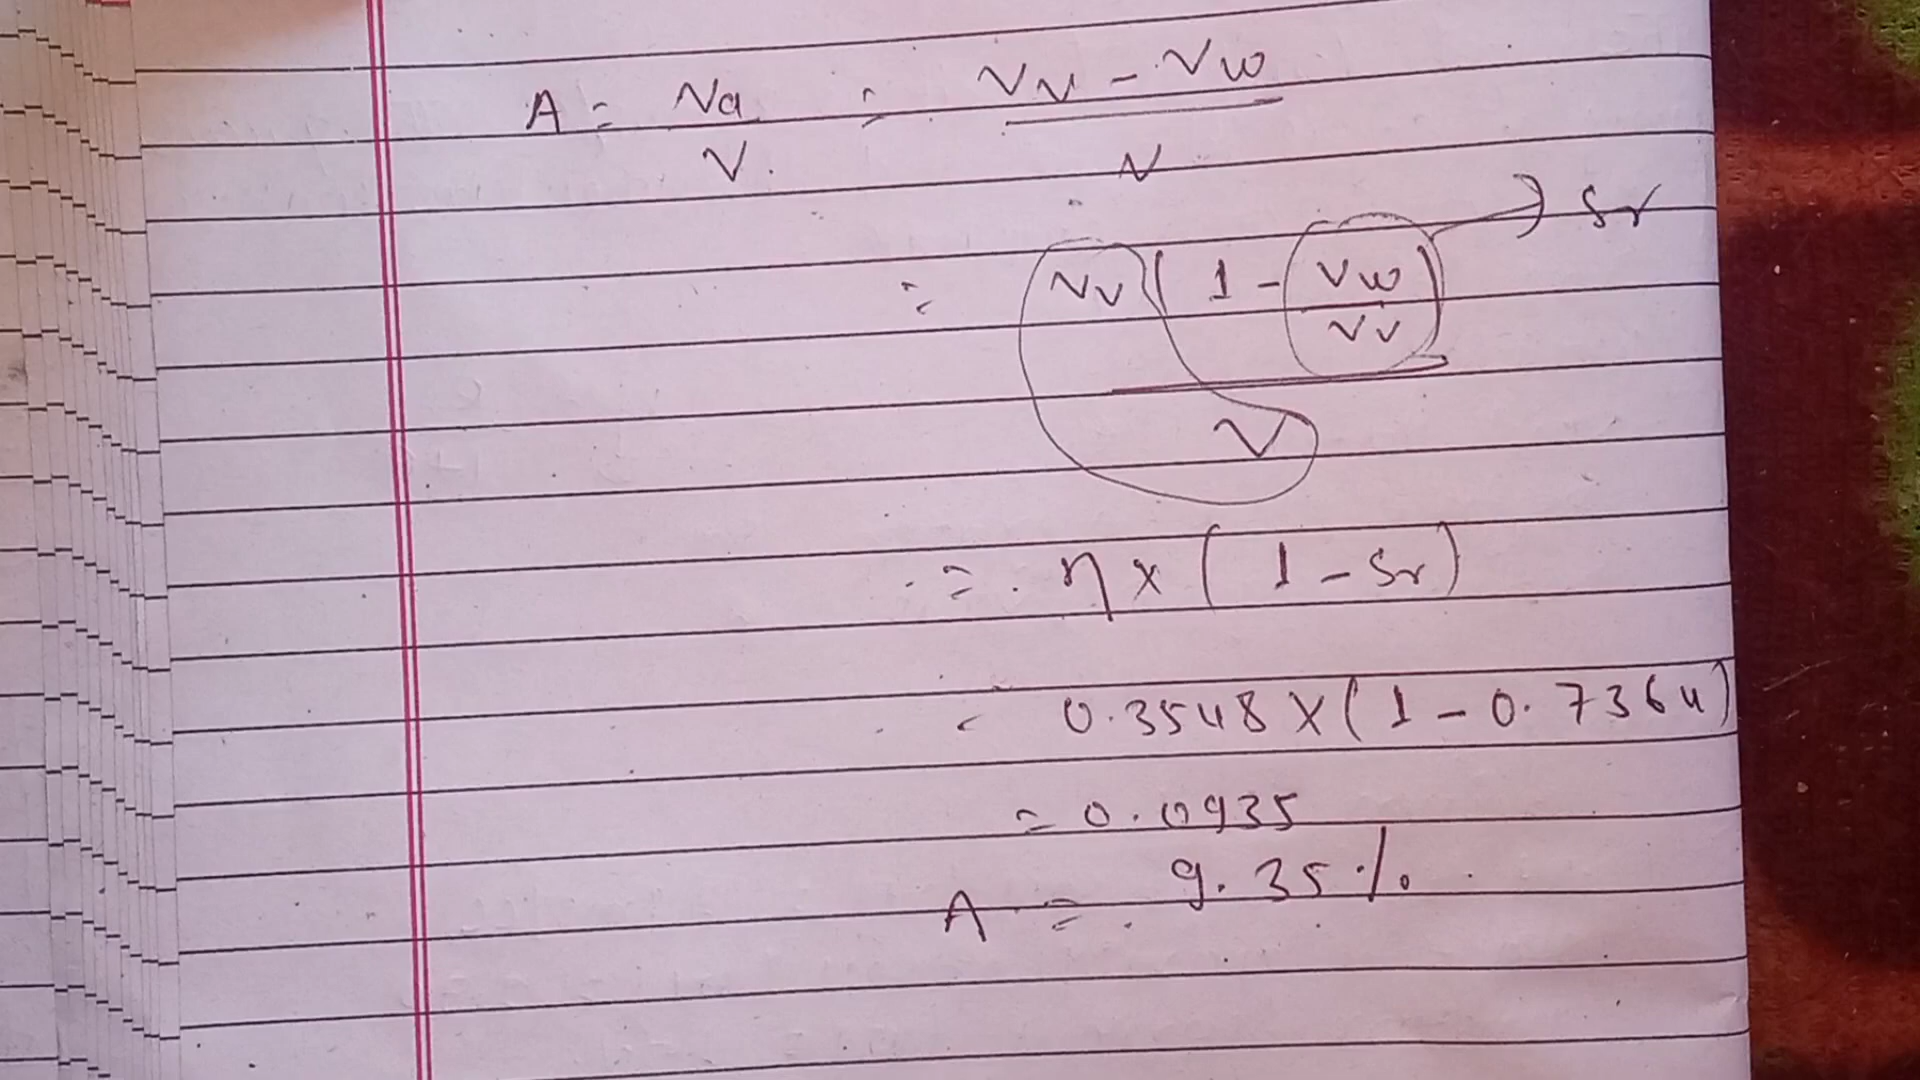 A = Va / V = Vv - Vw / V
= Vv ( 1 - Vw / Vv ) / V → Sr
= η × ( 1 - Sr )
= 0.3548 × ( 1 - 0.7364 )
= 0.0935
A = 9.35 %